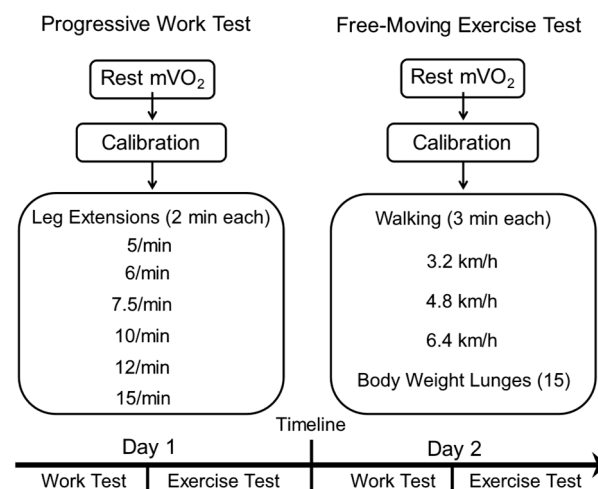 Progressive Work Test
Rest mVO2
Calibration
Leg Extensions (2 min each)
5/min
6/min
7.5/min
10/min
12/min
15/min
Free-Moving Exercise Test
Rest mVO2
Calibration
Walking (3 min each)
3.2 km/h
4.8 km/h
6.4 km/h
Body Weight Lunges (15)
Timeline
Day 1
Day 2
Work Test
Exercise Test
Work Test
Exercise Test